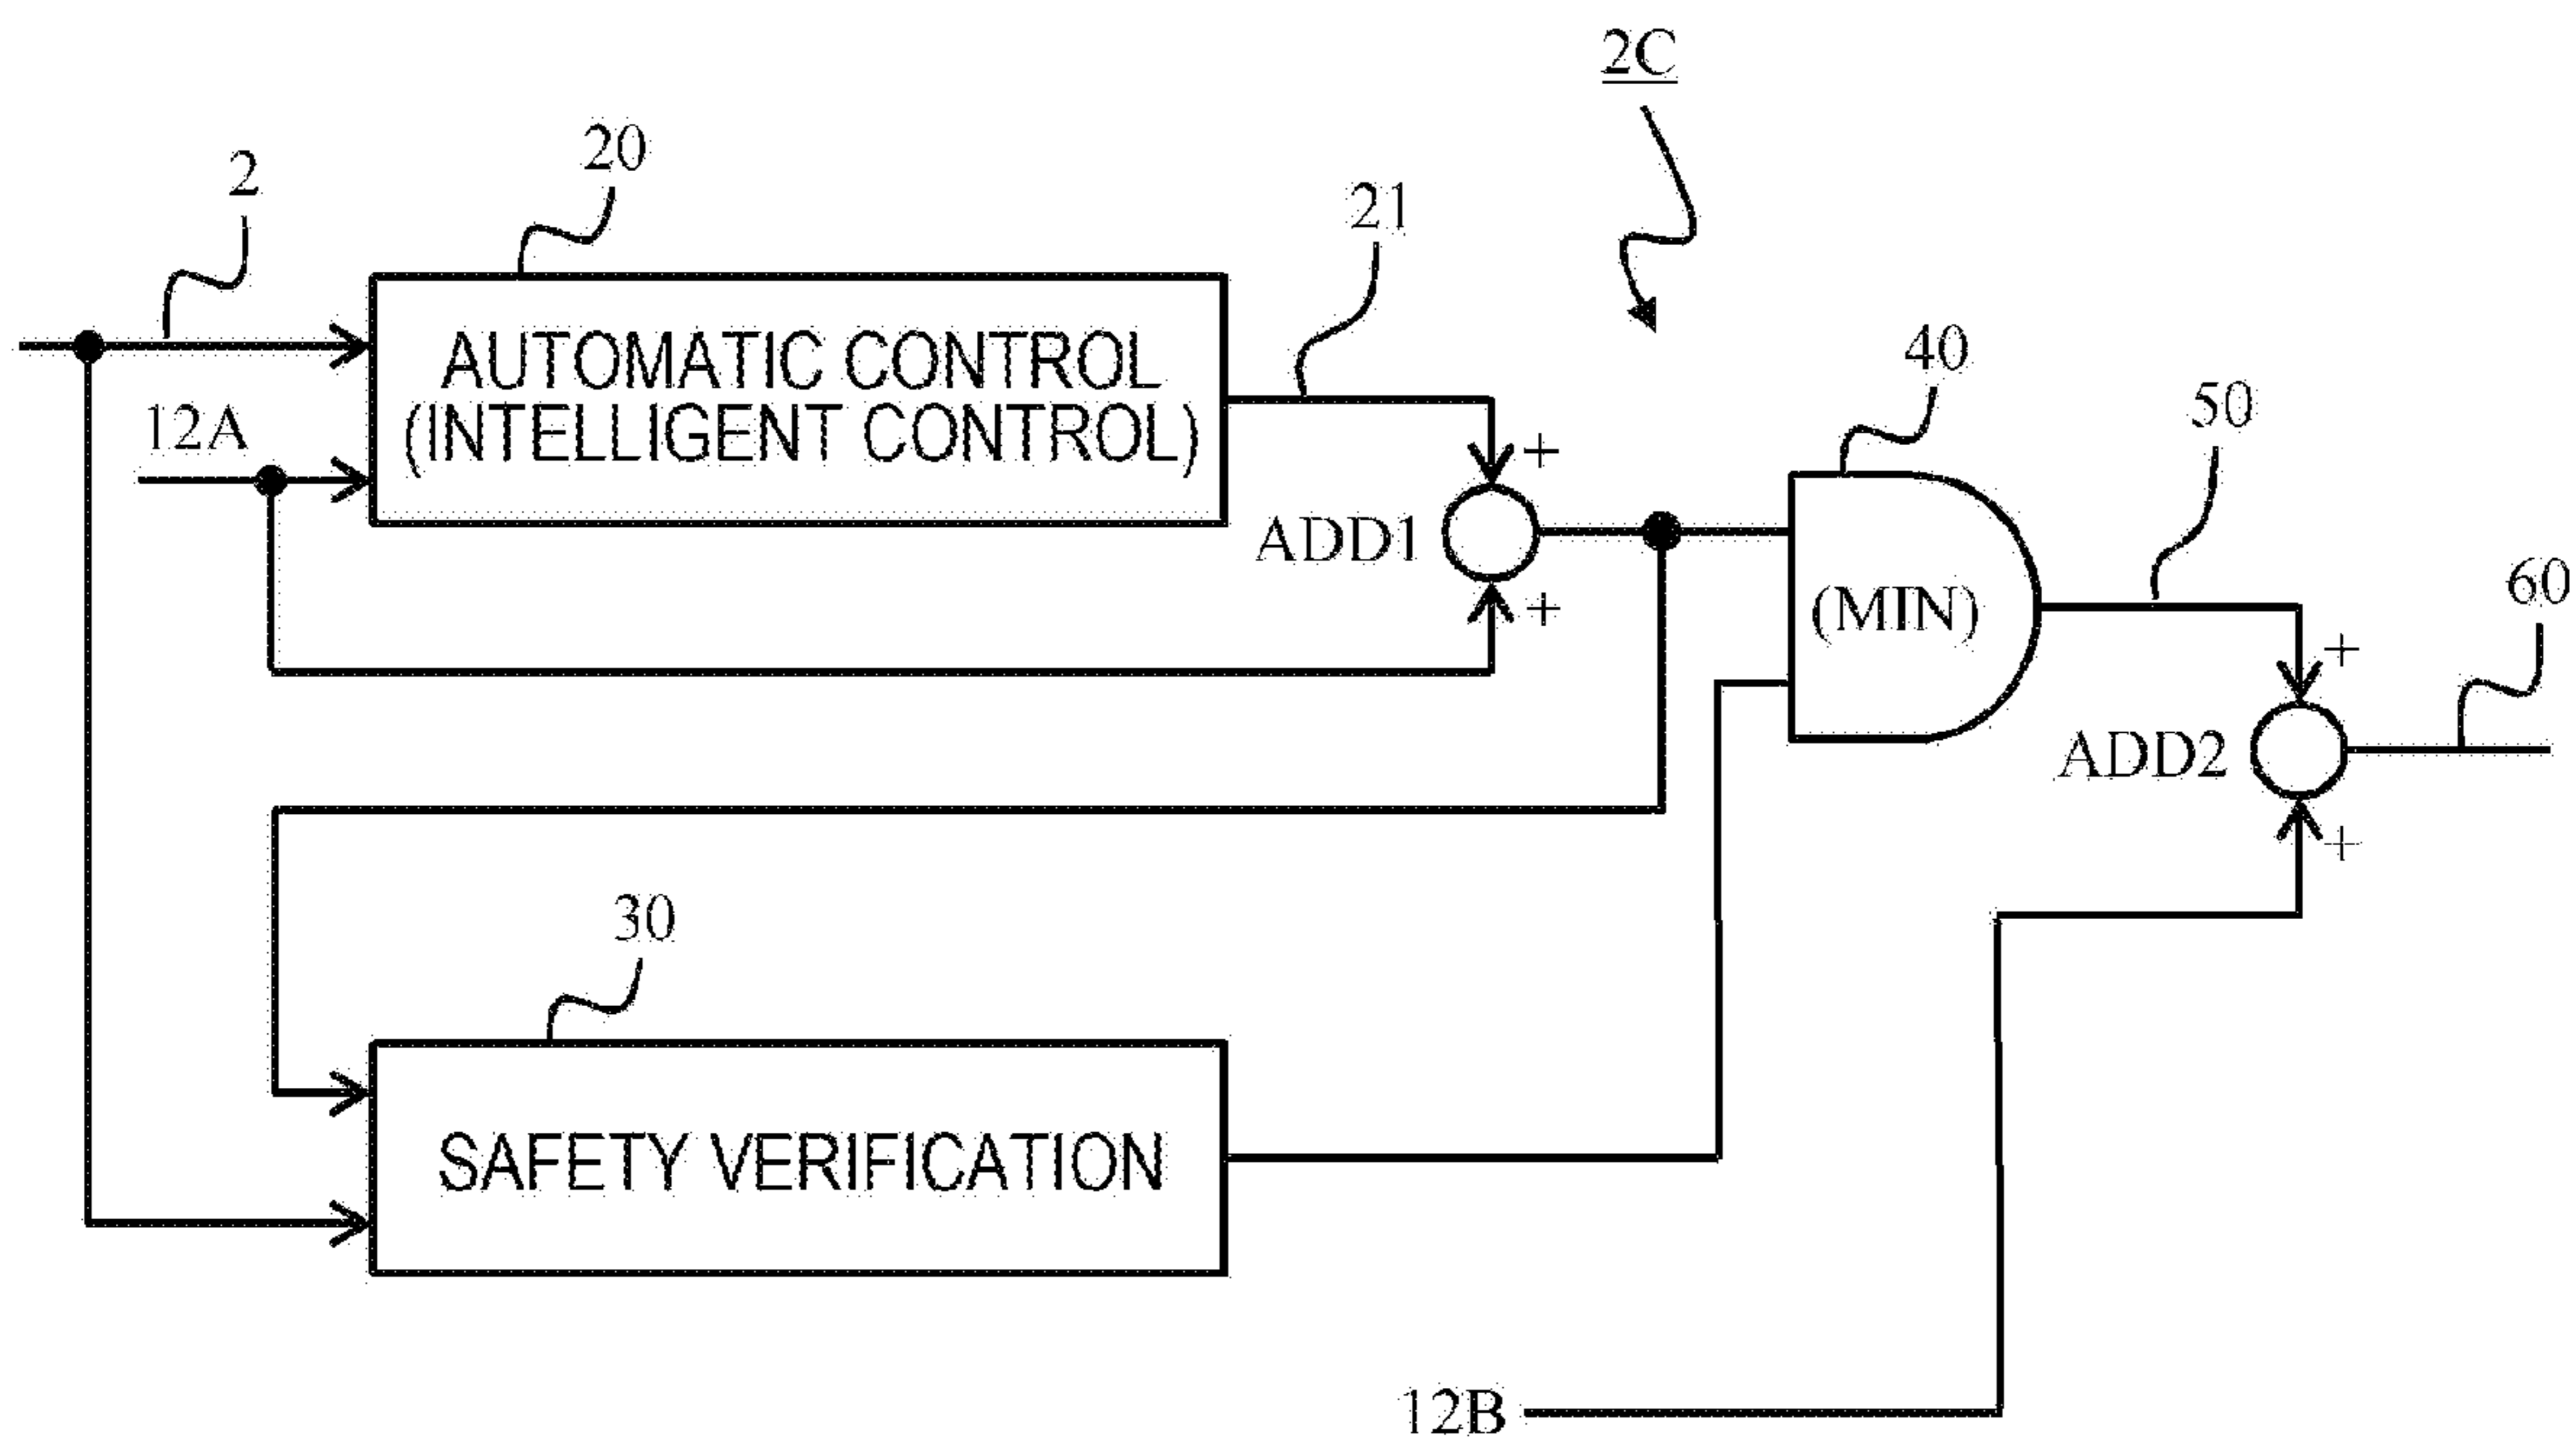 2C
20
2
21
AUTOMATIC CONTROL
(INTELLIGENT CONTROL)
12A
40
50
+
ADD1
+
(MIN)
60
+
ADD2
+
30
SAFETY VERIFICATION
12B